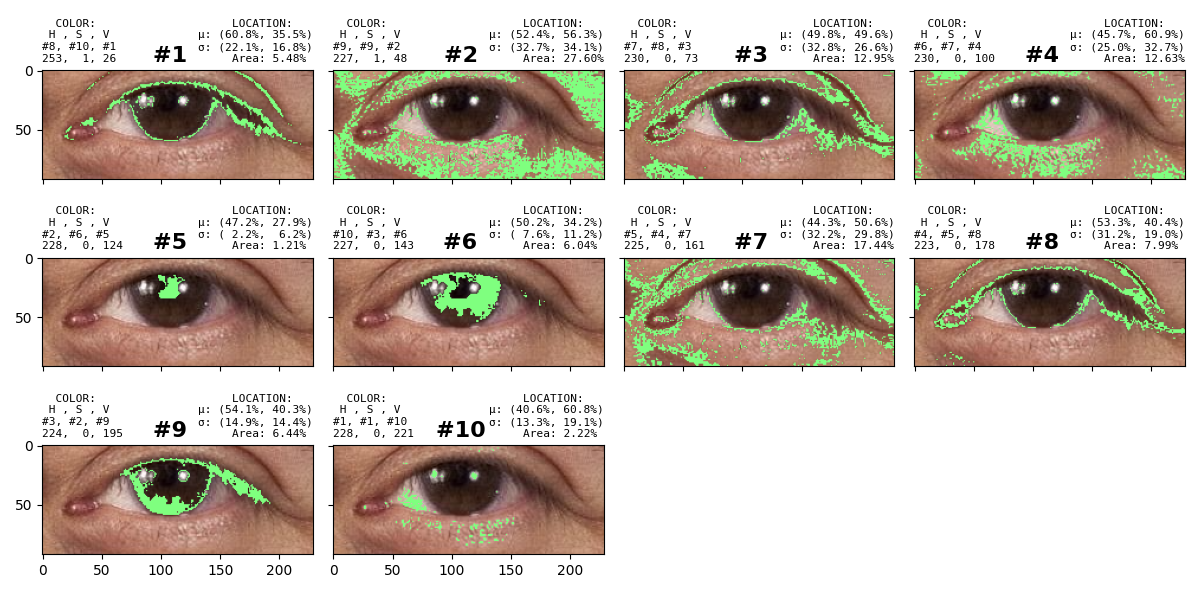 COLOR: LOCATION:
H , S , V μ: (60.8%, 35.5%)
#8, #10, #1 σ: (22.1%, 16.8%)
253, 1, 26 #1 Area: 5.48%
COLOR: LOCATION:
H , S , V μ: (52.4%, 56.3%)
#9, #9, #2 σ: (32.7%, 34.1%)
227, 1, 48 #2 Area: 27.60%
COLOR: LOCATION:
H , S , V μ: (49.8%, 49.6%)
#7, #8, #3 σ: (32.8%, 26.6%)
230, 0, 73 #3 Area: 12.95%
COLOR: LOCATION:
H , S , V μ: (45.7%, 60.9%)
#6, #7, #4 σ: (25.0%, 32.7%)
230, 0, 100 #4 Area: 12.63%
0
50
COLOR: LOCATION:
H , S , V μ: (47.2%, 27.9%)
#2, #6, #5 σ: ( 2.2%, 6.2%)
228, 0, 124 #5 Area: 1.21%
COLOR: LOCATION:
H , S , V μ: (50.2%, 34.2%)
#10, #3, #6 σ: ( 7.6%, 11.2%)
227, 0, 143 #6 Area: 6.04%
COLOR: LOCATION:
H , S , V μ: (44.3%, 50.6%)
#5, #4, #7 σ: (32.2%, 29.8%)
225, 0, 161 #7 Area: 17.44%
COLOR: LOCATION:
H , S , V μ: (53.3%, 40.4%)
#4, #5, #8 σ: (31.2%, 19.0%)
223, 0, 178 #8 Area: 7.99%
0
50
COLOR: LOCATION:
H , S , V μ: (54.1%, 40.3%)
#3, #2, #9 σ: (14.9%, 14.4%)
224, 0, 195 #9 Area: 6.44%
COLOR: LOCATION:
H , S , V μ: (40.6%, 60.8%)
#1, #1, #10 σ: (13.3%, 19.1%)
228, 0, 221 #10 Area: 2.22%
0
50
0 50 100 150 200
0 50 100 150 200